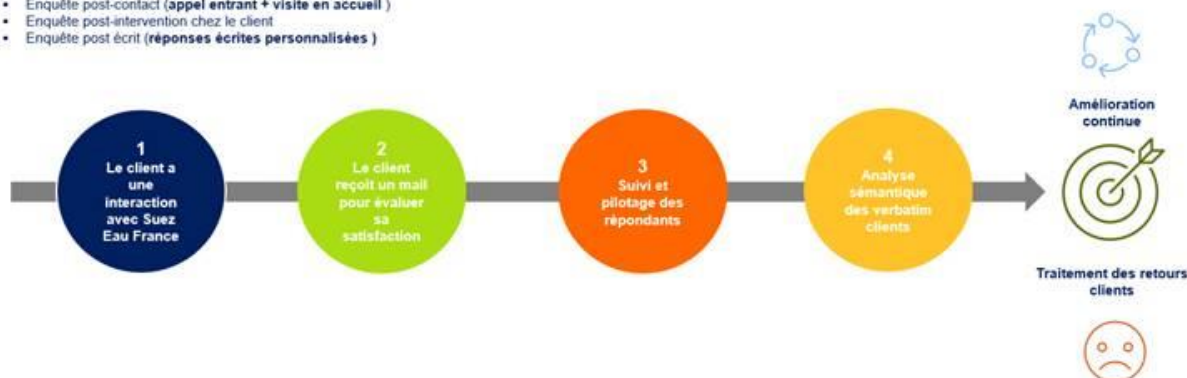 Enquête post-contact (appel entrant + visite en accueil )
Enquête post-intervention chez le client
Enquête post écrit (réponses écrites personnalisées )
1
Le client a
une
interaction
avec Suez
Eau France
2
Le client
reçoit un mail
pour évaluer
sa
satisfaction
3
Suivi et
pilotage des
répondants
4
Analyse
sémantique
des verbatim
clients
Amélioration
continue
Traitement des retours
clients